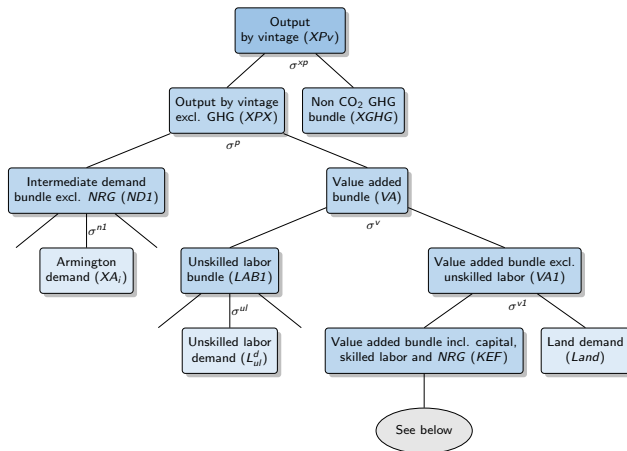 Output
by vintage (XPv)
σ^xp
Output by vintage
excl. GHG (XPX)
Non CO₂ GHG
bundle (XGHG)
σ^p
Intermediate demand
bundle excl. NRG (ND1)
Value added
bundle (VA)
σ^n1
σ^v
Armington
demand (XA_i)
Unskilled labor
bundle (LAB1)
Value added bundle excl.
unskilled labor (VA1)
σ^ul
σ^v1
Unskilled labor
demand (L^d_ul)
Value added bundle incl. capital,
skilled labor and NRG (KEF)
Land demand
(Land)
See below